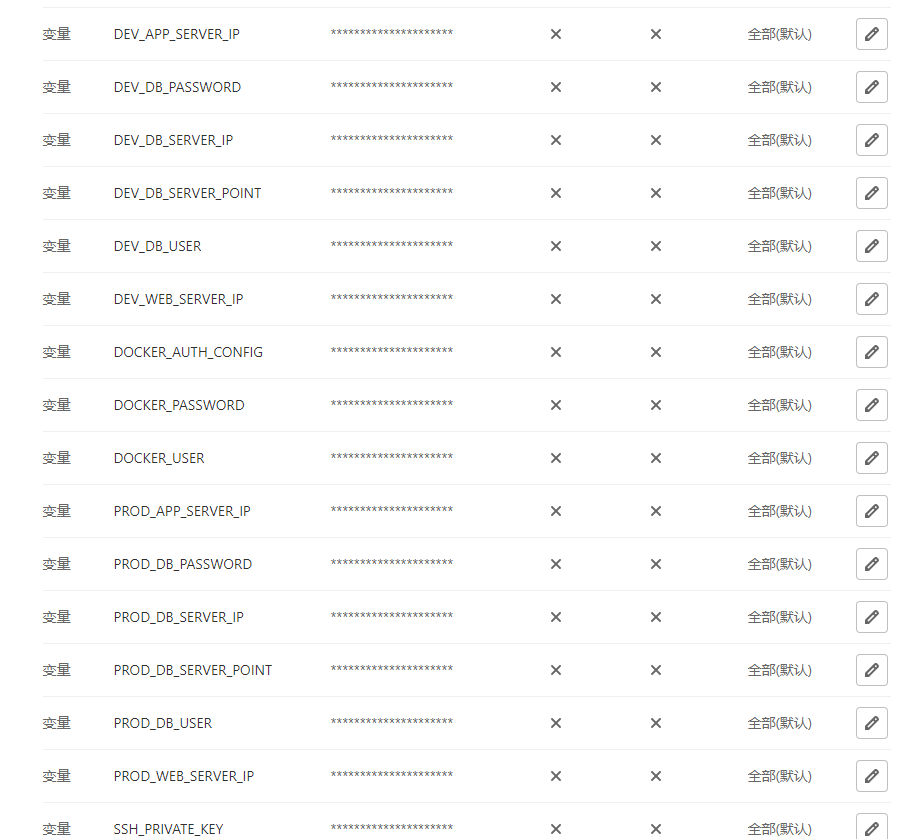 变量 DEV_APP_SERVER_IP ********************* 全部(默认)
变量 DEV_DB_PASSWORD ********************* 全部(默认)
变量 DEV_DB_SERVER_IP ********************* 全部(默认)
变量 DEV_DB_SERVER_POINT ********************* 全部(默认)
变量 DEV_DB_USER ********************* 全部(默认)
变量 DEV_WEB_SERVER_IP ********************* 全部(默认)
变量 DOCKER_AUTH_CONFIG ********************* 全部(默认)
变量 DOCKER_PASSWORD ********************* 全部(默认)
变量 DOCKER_USER ********************* 全部(默认)
变量 PROD_APP_SERVER_IP ********************* 全部(默认)
变量 PROD_DB_PASSWORD ********************* 全部(默认)
变量 PROD_DB_SERVER_IP ********************* 全部(默认)
变量 PROD_DB_SERVER_POINT ********************* 全部(默认)
变量 PROD_DB_USER ********************* 全部(默认)
变量 PROD_WEB_SERVER_IP ********************* 全部(默认)
变量 SSH_PRIVATE_KEY ********************* 全部(默认)